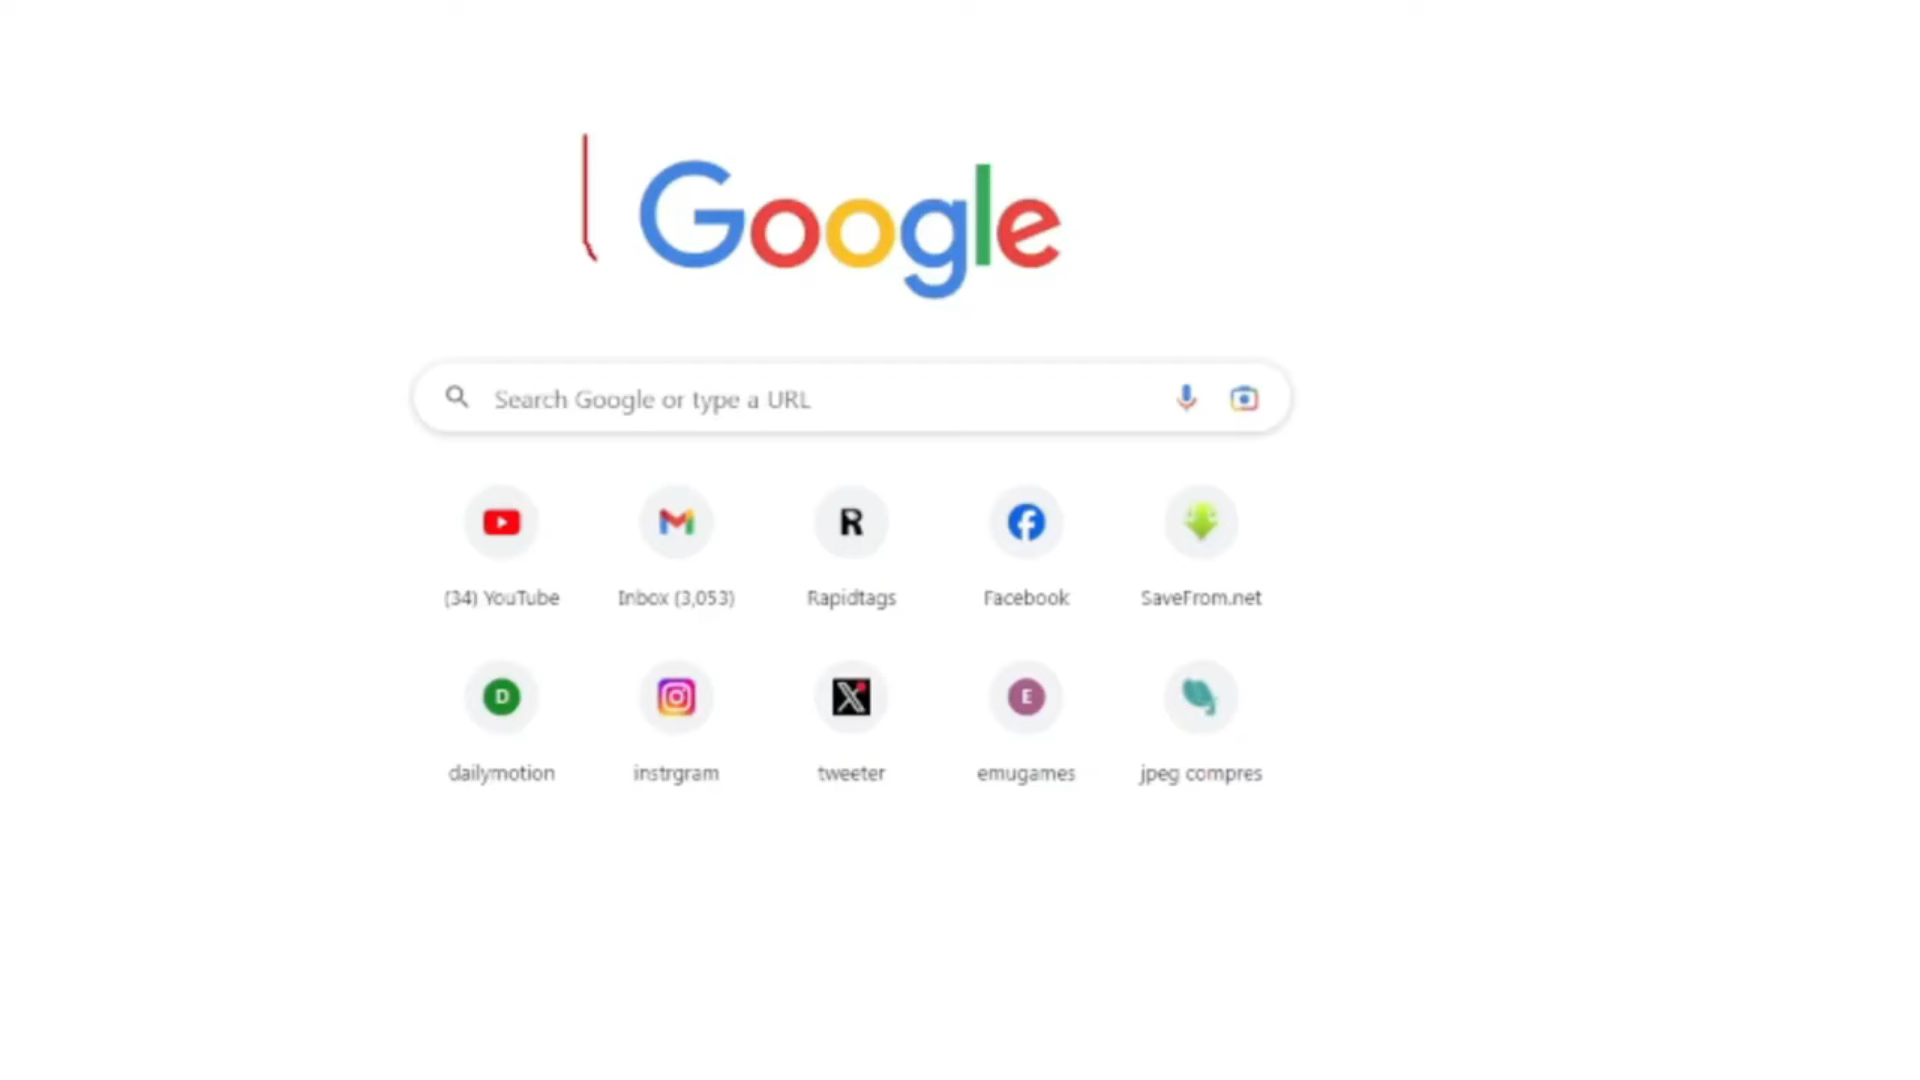 Google
Search Google or type a URL
(34) YouTube
Inbox (3,053)
Rapidtags
Facebook
SaveFrom.net
D
E
dailymotion
instrgram
tweeter
emugames
jpeg compres